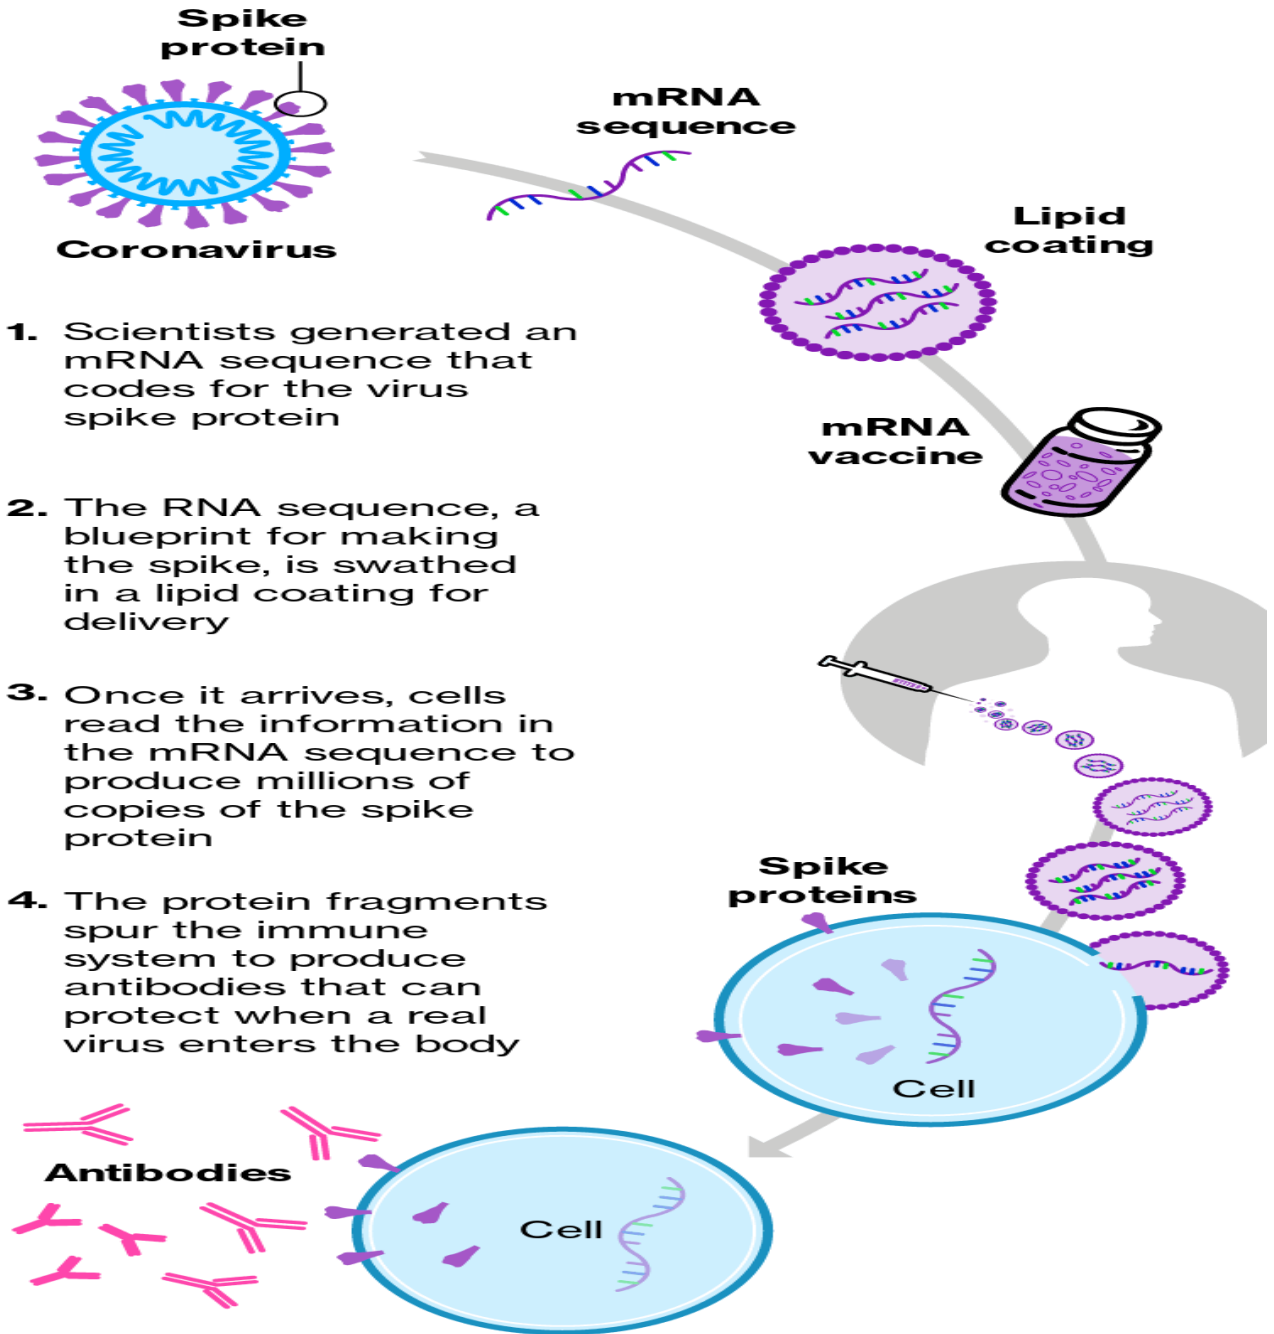 Spike
protein
mRNA
sequence
Lipid
coating
Coronavirus
1. Scientists generated an
mRNA sequence that
codes for the virus
spike protein
mRNA
vaccine
2. The RNA sequence, a
blueprint for making
the spike, is swathed
in a lipid coating for
delivery
3. Once it arrives, cells
read the information in
the mRNA sequence to
produce millions of
copies of the spike
protein
Spike
proteins
4. The protein fragments
spur the immune
system to produce
antibodies that can
protect when a real
virus enters the body
Cell
Antibodies
Cell